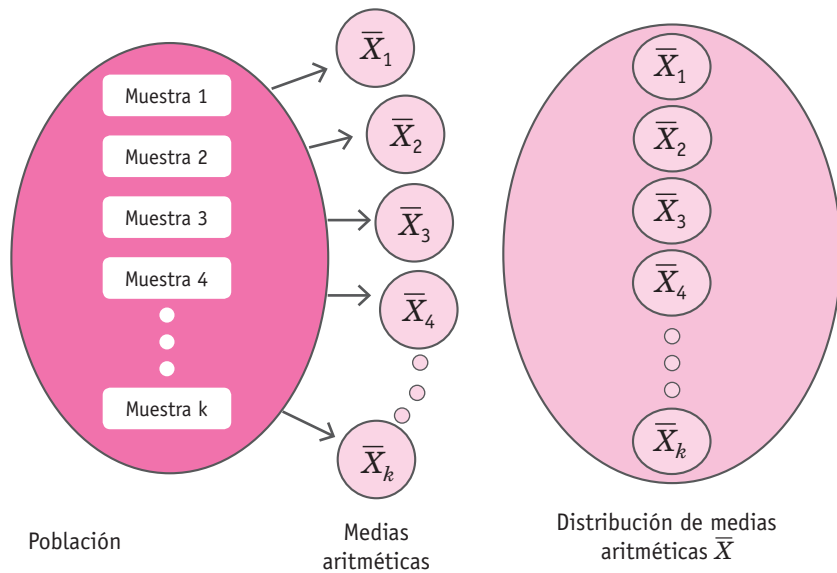 Muestra 1
Muestra 2
Muestra 3
Muestra 4
Muestra k
Población
X̅₁
X̅₂
X̅₃
X̅₄
X̅ₖ
Medias
aritméticas
X̅₁
X̅₂
X̅₃
X̅₄
X̅ₖ
Distribución de medias
aritméticas X̅